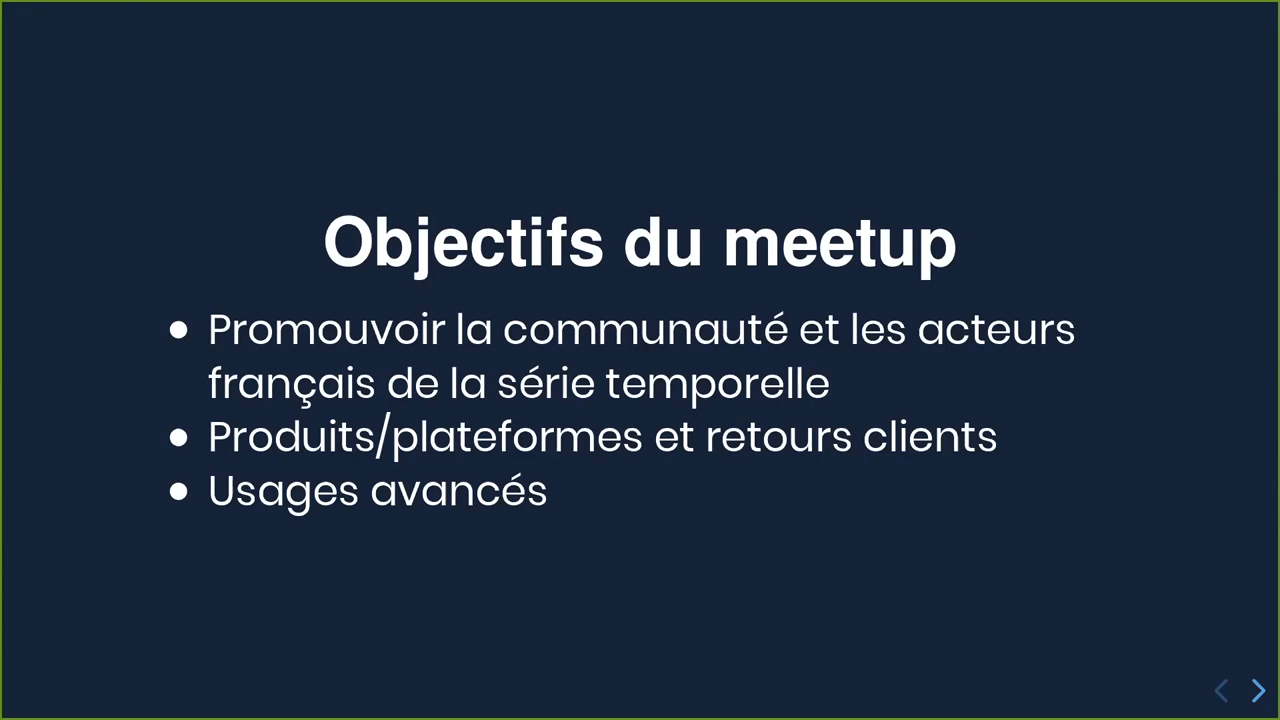 Objectifs du meetup
● Promouvoir la communauté et les acteurs
français de la série temporelle
● Produits/plateformes et retours clients
● Usages avancés